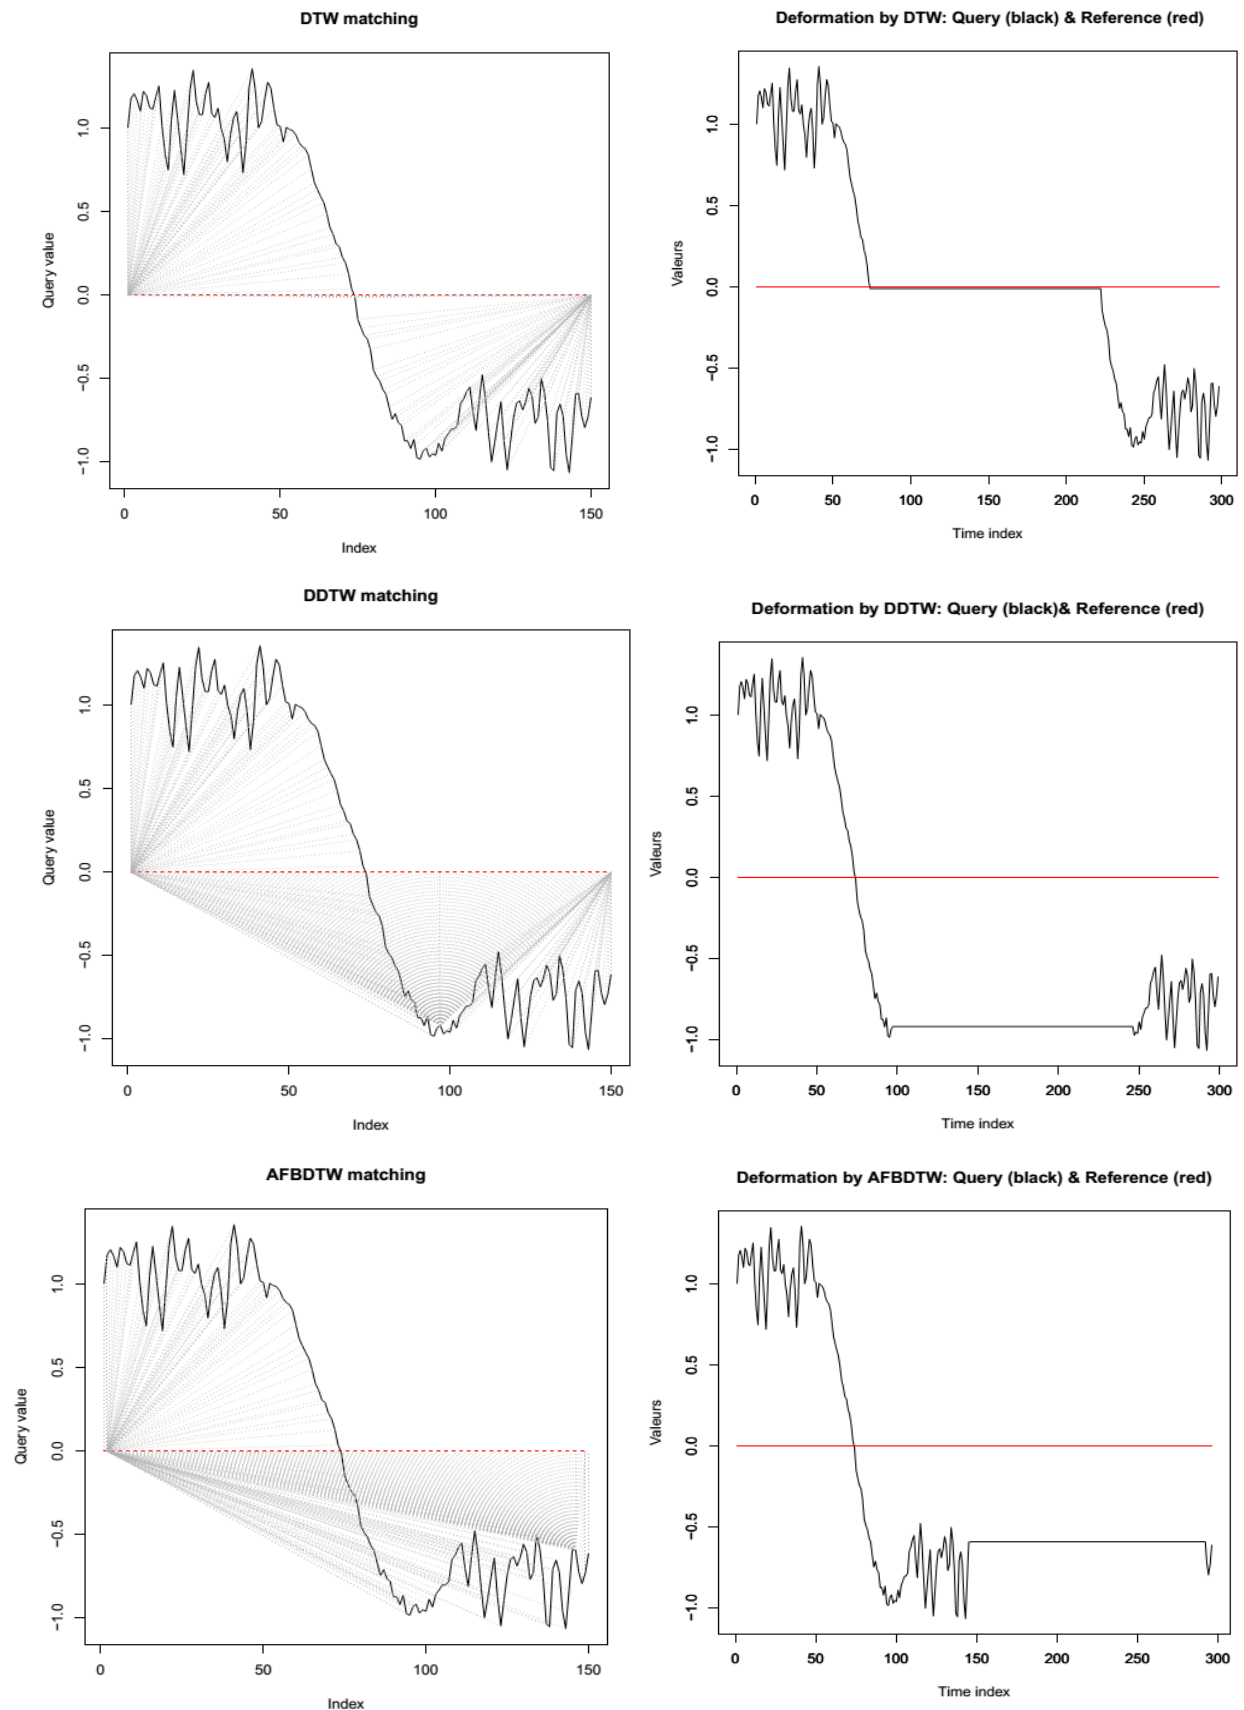 DTW matching
Query value
1.0
0.5
0.0
−0.5
−1.0
0 50 100 150
Index
Deformation by DTW: Query (black) & Reference (red)
Valeurs
1.0
0.5
0.0
−0.5
−1.0
0 50 100 150 200 250 300
Time index
DDTW matching
Query value
1.0
0.5
0.0
−0.5
−1.0
0 50 100 150
Index
Deformation by DDTW: Query (black)& Reference (red)
Valeurs
1.0
0.5
0.0
−0.5
−1.0
0 50 100 150 200 250 300
Time index
AFBDTW matching
Query value
1.0
0.5
0.0
−0.5
−1.0
0 50 100 150
Index
Deformation by AFBDTW: Query (black) & Reference (red)
Valeurs
1.0
0.5
0.0
−0.5
−1.0
0 50 100 150 200 250 300
Time index